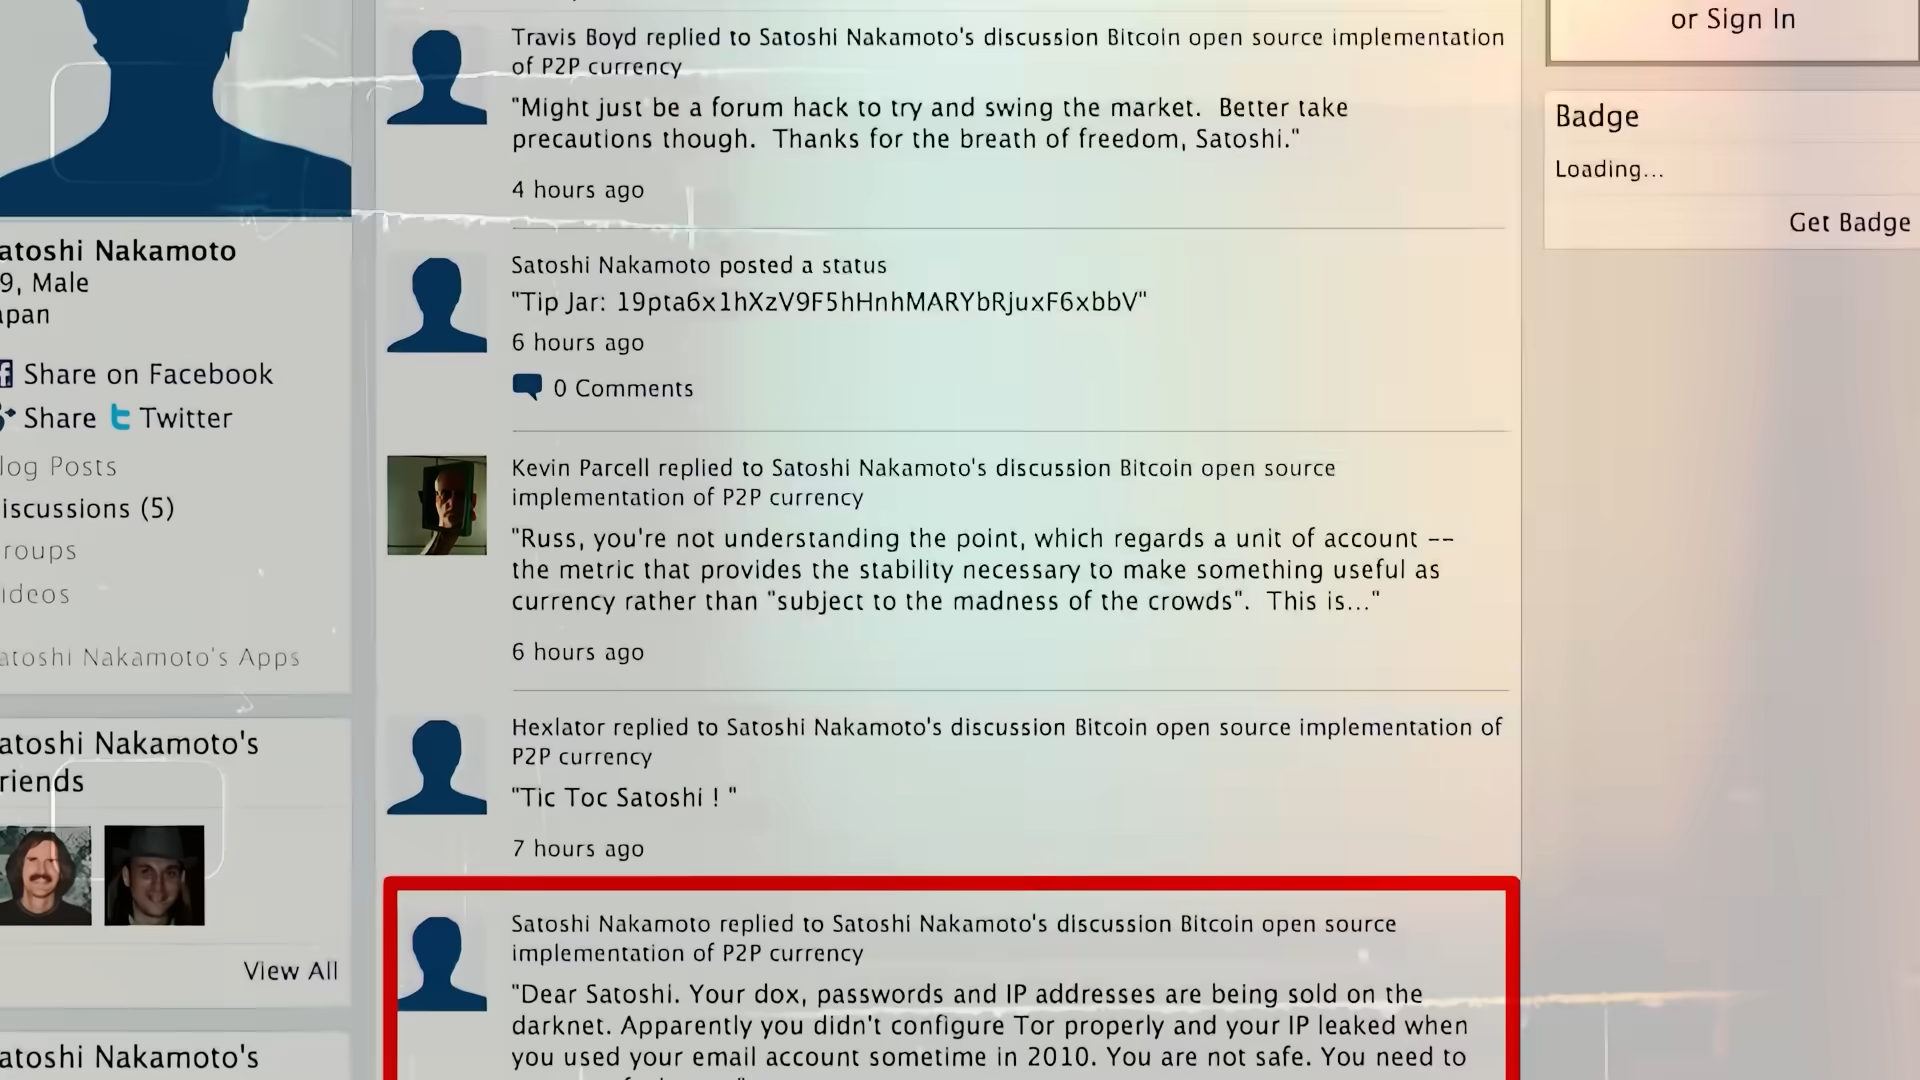 atoshi Nakamoto
9, Male
apan
Share on Facebook
Share Twitter
log Posts
iscussions (5)
roups
ideos
atoshi Nakamoto's Apps
atoshi Nakamoto's
riends
View All
atoshi Nakamoto's
Travis Boyd replied to Satoshi Nakamoto's discussion Bitcoin open source implementation
of P2P currency
"Might just be a forum hack to try and swing the market. Better take
precautions though. Thanks for the breath of freedom, Satoshi."
4 hours ago
Satoshi Nakamoto posted a status
"Tip Jar: 19pta6x1hXzV9F5hHnhMARYbRjuxF6xbbV"
6 hours ago
0 Comments
Kevin Parcell replied to Satoshi Nakamoto's discussion Bitcoin open source
implementation of P2P currency
"Russ, you're not understanding the point, which regards a unit of account --
the metric that provides the stability necessary to make something useful as
currency rather than "subject to the madness of the crowds". This is..."
6 hours ago
Hexlator replied to Satoshi Nakamoto's discussion Bitcoin open source implementation of
P2P currency
"Tic Toc Satoshi ! "
7 hours ago
Satoshi Nakamoto replied to Satoshi Nakamoto's discussion Bitcoin open source
implementation of P2P currency
"Dear Satoshi. Your dox, passwords and IP addresses are being sold on the
darknet. Apparently you didn't configure Tor properly and your IP leaked when
you used your email account sometime in 2010. You are not safe. You need to
or Sign In
Badge
Loading...
Get Badge